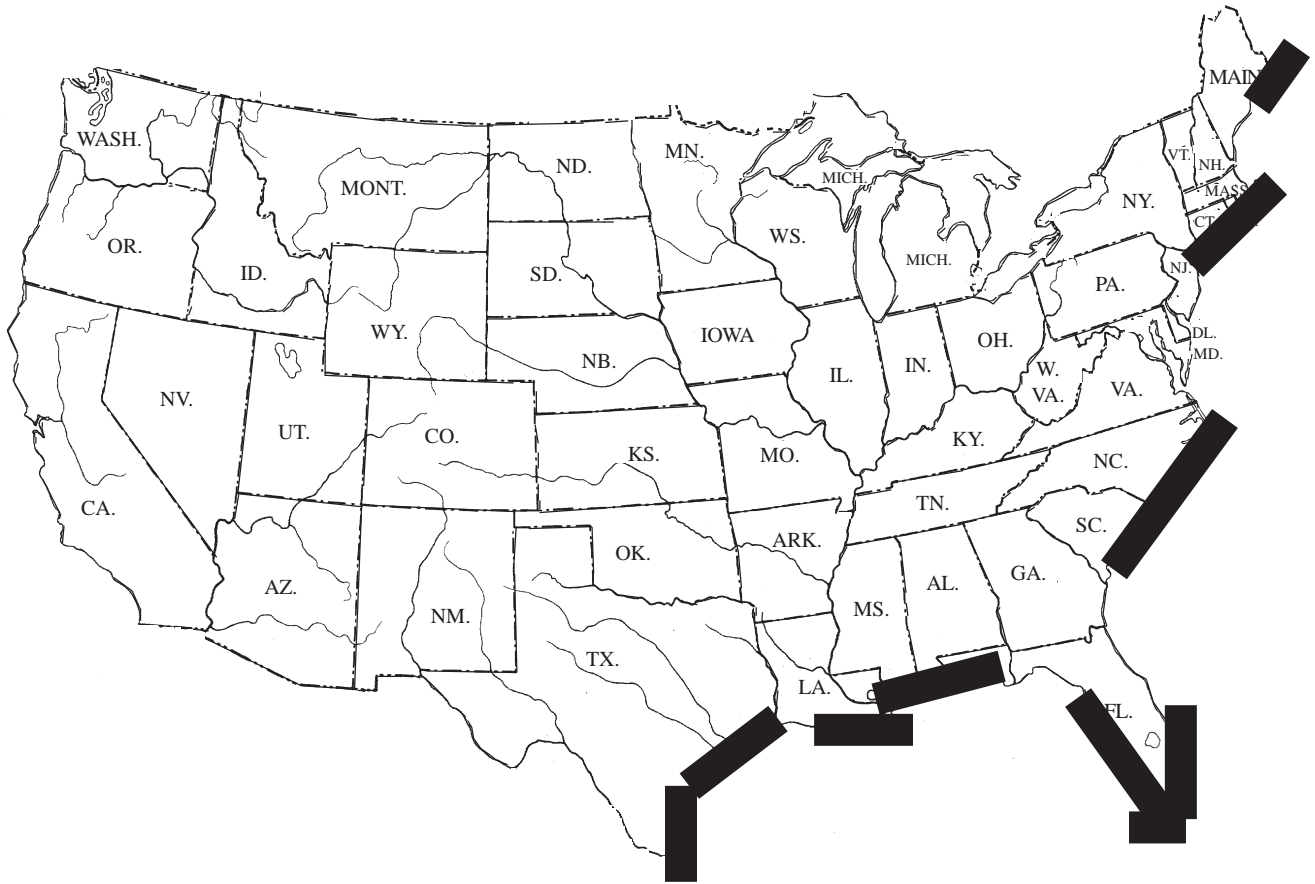 WASH.
OR.
CA.
NV.
ID.
MONT.
WY.
UT.
AZ.
CO.
NM.
ND.
SD.
NB.
KS.
OK.
TX.
MN.
IOWA
MO.
ARK.
LA.
WS.
IL.
MICH.
MICH.
IN.
OH.
KY.
TN.
MS.
AL.
GA.
FL.
SC.
NC.
VA.
W.
VA.
PA.
NY.
NJ.
DL.
MD.
CT.
MASS
VT.
NH.
MAIN